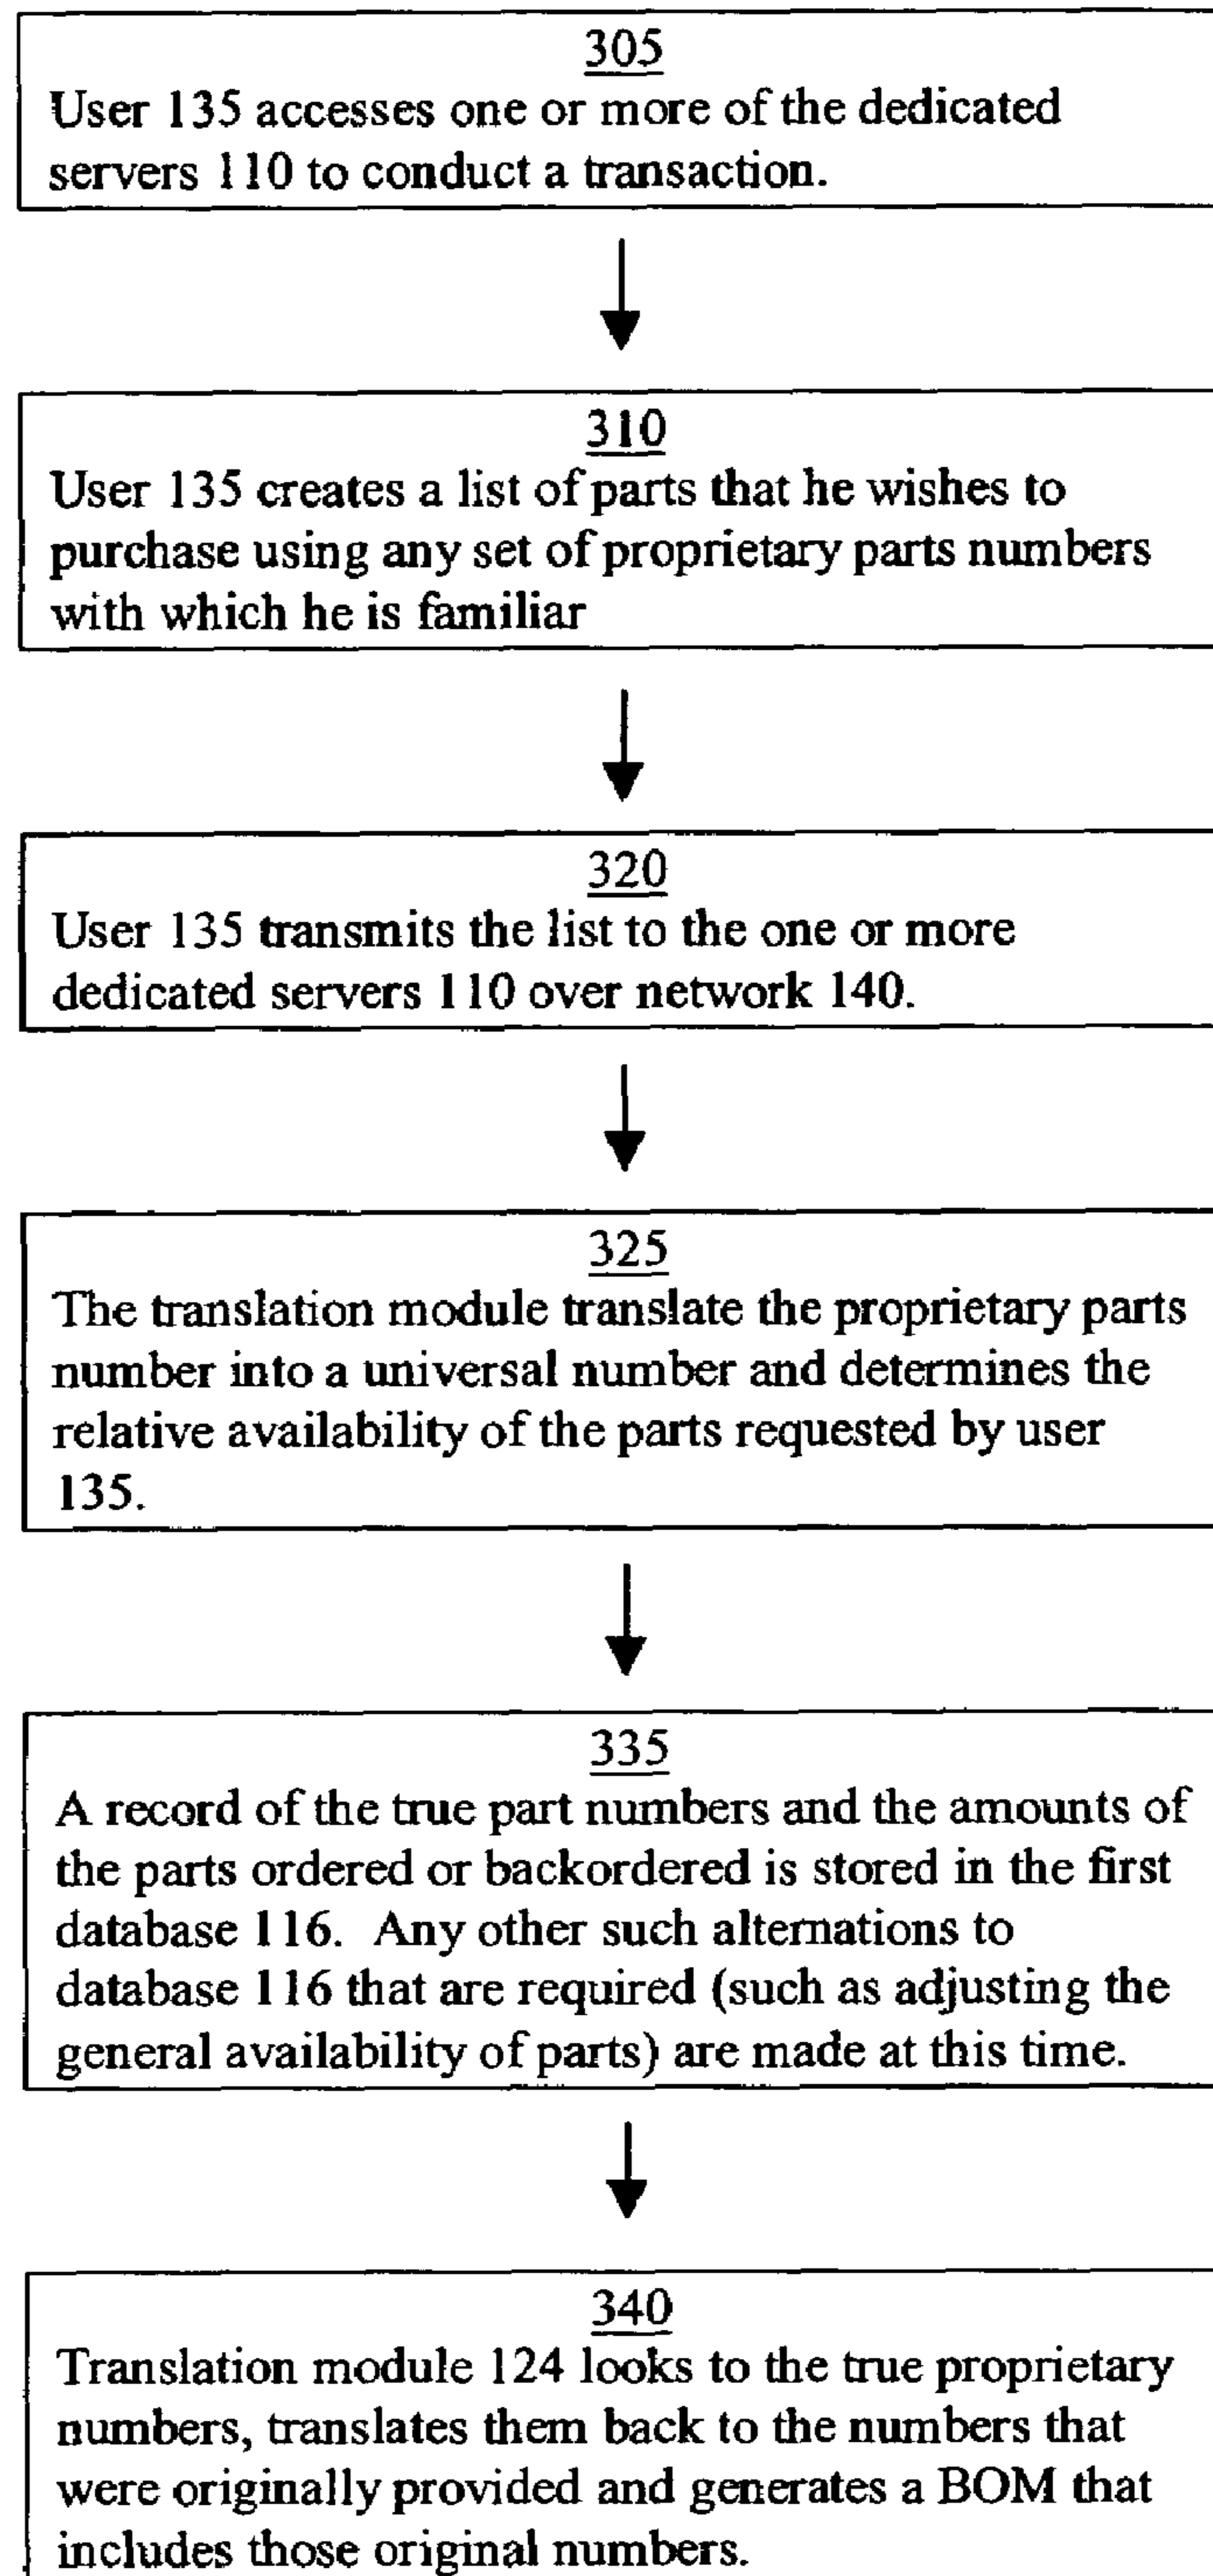 305
User 135 accesses one or more of the dedicated
servers 110 to conduct a transaction.
310
User 135 creates a list of parts that he wishes to
purchase using any set of proprietary parts numbers
with which he is familiar
320
User 135 transmits the list to the one or more
dedicated servers 110 over network 140.
325
The translation module translate the proprietary parts
number into a universal number and determines the
relative availability of the parts requested by user
135.
335
A record of the true part numbers and the amounts of
the parts ordered or backordered is stored in the first
database 116. Any other such alternations to
database 116 that are required (such as adjusting the
general availability of parts) are made at this time.
340
Translation module 124 looks to the true proprietary
numbers, translates them back to the numbers that
were originally provided and generates a BOM that
includes those original numbers.